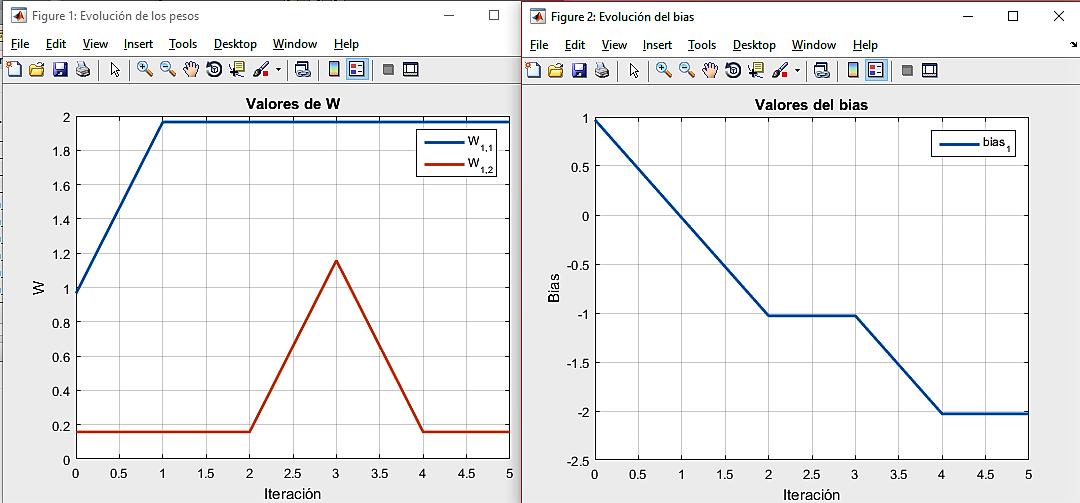 Figure 1: Evolución de los pesos
File Edit View Insert Tools Desktop Window Help
Valores de W
W1,1
W1,2
2
1.8
1.6
1.4
1.2
1
0.8
0.6
0.4
0.2
0
W
0 0.5 1 1.5 2 2.5 3 3.5 4 4.5 5
Iteración
Figure 2: Evolución del bias
File Edit View Insert Tools Desktop Window Help
Valores del bias
bias1
1
0.5
0
-0.5
-1
-1.5
-2
-2.5
Bias
0 0.5 1 1.5 2 2.5 3 3.5 4 4.5 5
Iteración